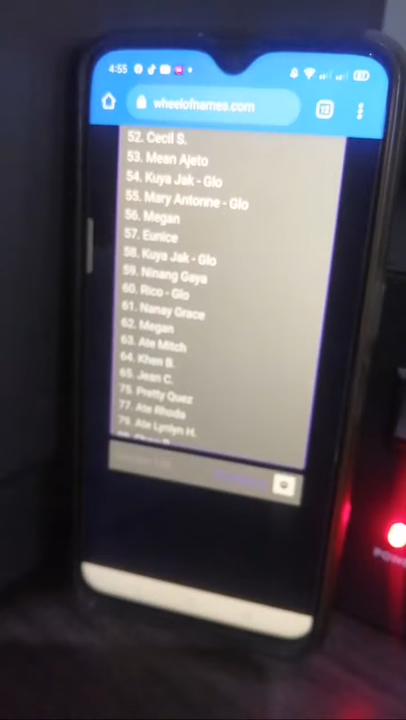 4:55
wheelofnames.com
52. Cecil S.
53. Mean Ajeto
54. Kuya Jak - Glo
55. Mary Antonne - Glo
56. Megan
57. Eunice
58. Kuya Jak - Glo
59. Ninang Gaya
60. Rico - Glo
61. Nanay Grace
62. Megan
63. Ate Mitch
64. Khen B.
65. Jean C.
75. Pretty Quez
77. Ate Rhoda
79. Ate Lynlyn H.